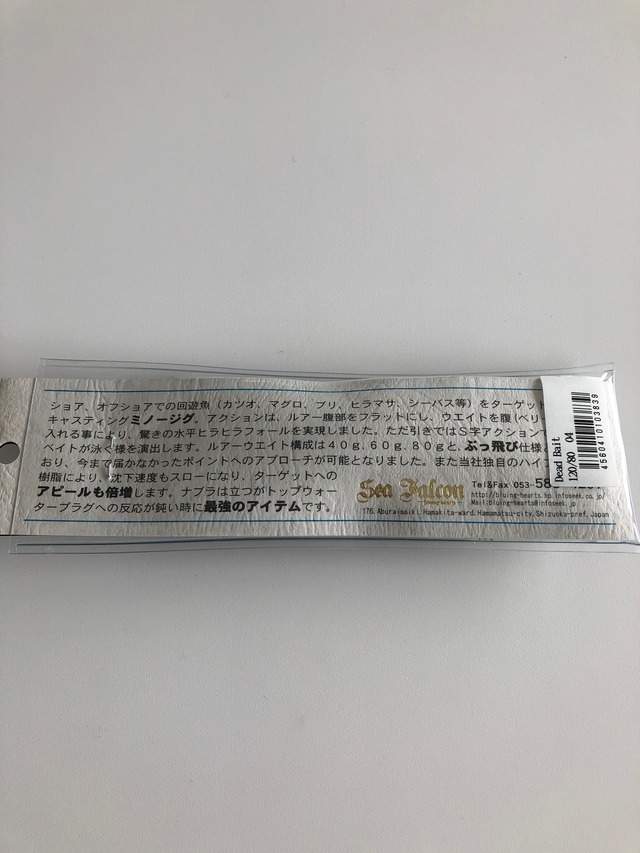 ショア、オフショアでの回遊魚（カツオ、マグロ、ブリ、ヒラマサ、シーバス等）をターゲット
キャスティングミノージグ。アクションは、ルアー腹部をフラットにし、ウエイトを腹（ベリ
入れる事により、驚きの水平ヒラヒラフォールを実現しました。ただ引きではS字アクション
ベイトが泳ぐ様を演出します。ルアーウエイト構成は40g、60g、80gと、ぶっ飛び仕様
おり、今まで届かなかったポイントへのアプローチが可能となりました。また当社独自のハイ
樹脂により、沈下速度もスローになり、ターゲットへの
アピールも倍増します。ナブラは立つがトップウォー
タープラグへの反応が鈍い時に最強のアイテムです。
Sea Falcon
Tel&Fax 053-58
http://bluing-hearts.hp.infoseek.co.jp/
Mail:bluing-hearts@infoseek.jp
176, Aburaissiki, Hamakita-ward, Hamamatsu-city, Shizuoka-pref, Japan
Dead Bait
120/80 04
4560410103839